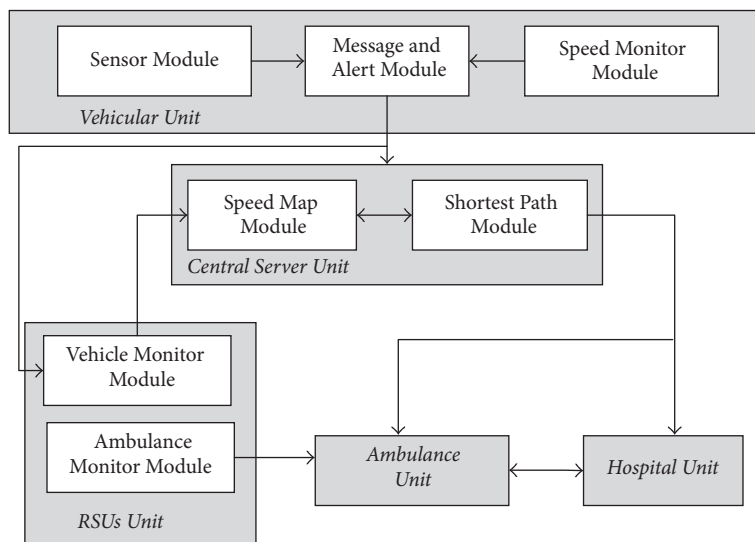 Sensor Module
Message and
Alert Module
Speed Monitor
Module
Vehicular Unit
Speed Map
Module
Shortest Path
Module
Central Server Unit
Vehicle Monitor
Module
Ambulance
Monitor Module
RSUs Unit
Ambulance
Unit
Hospital Unit